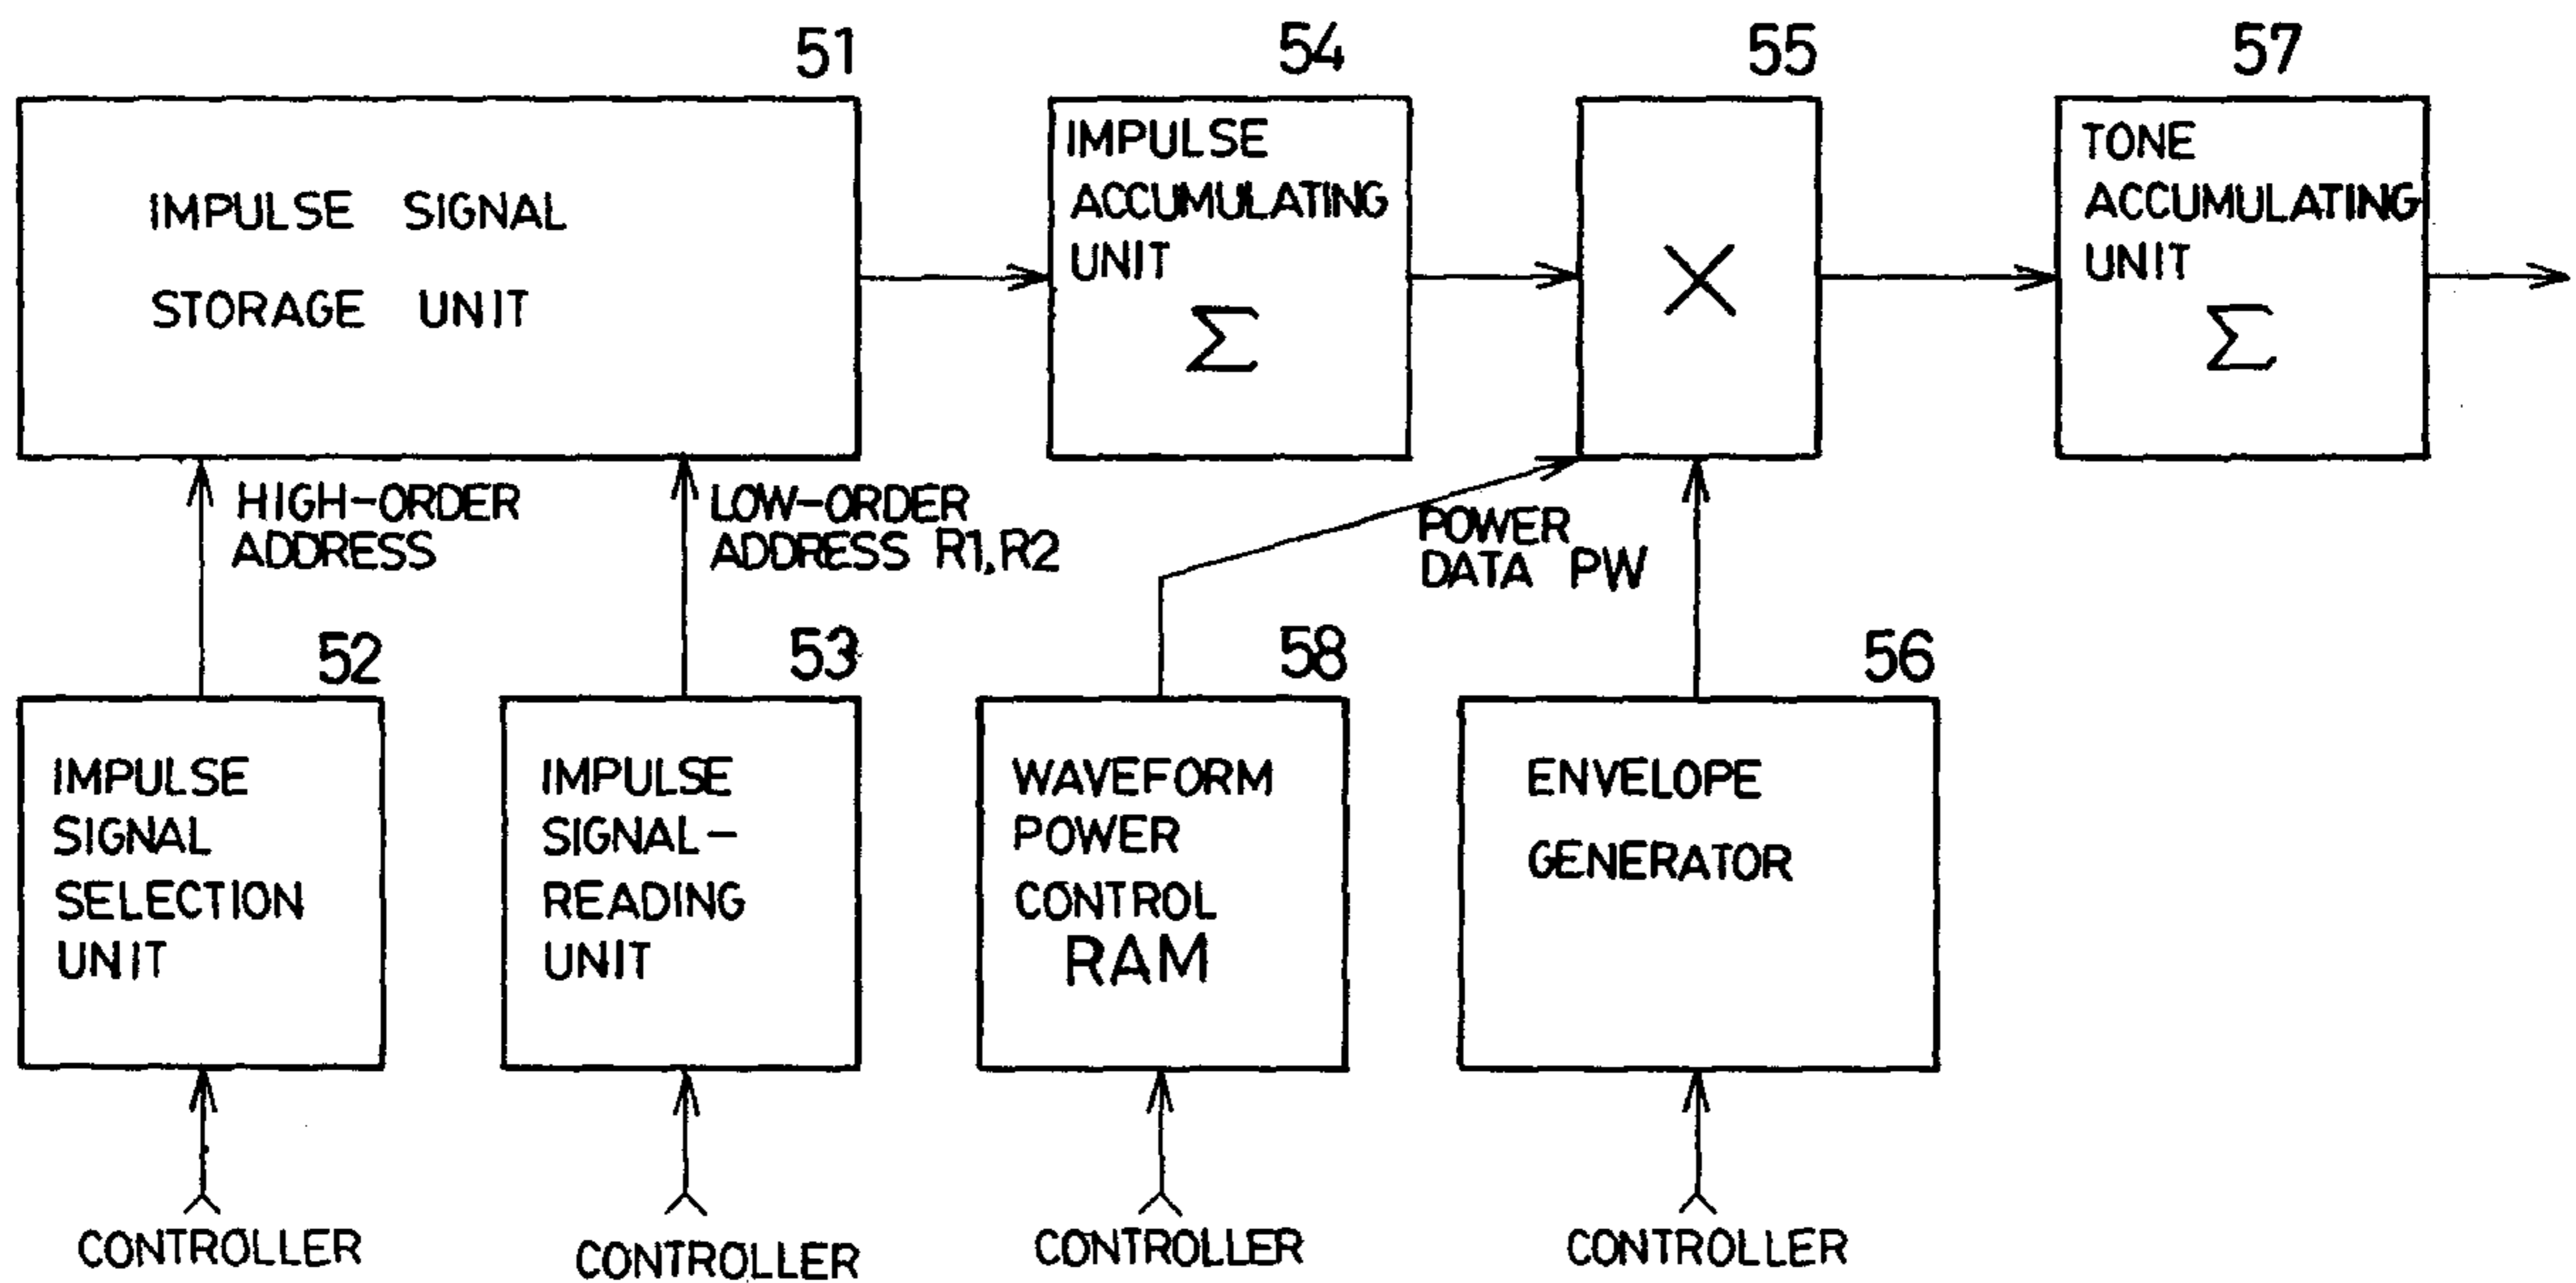 51
54
55
57
IMPULSE SIGNAL
STORAGE UNIT
IMPULSE
ACCUMULATING
UNIT
Σ
×
TONE
ACCUMULATING
UNIT
Σ
HIGH-ORDER
ADDRESS
LOW-ORDER
ADDRESS R1,R2
POWER
DATA PW
52
53
58
56
IMPULSE
SIGNAL
SELECTION
UNIT
IMPULSE
SIGNAL-
READING
UNIT
WAVEFORM
POWER
CONTROL
RAM
ENVELOPE
GENERATOR
CONTROLLER
CONTROLLER
CONTROLLER
CONTROLLER